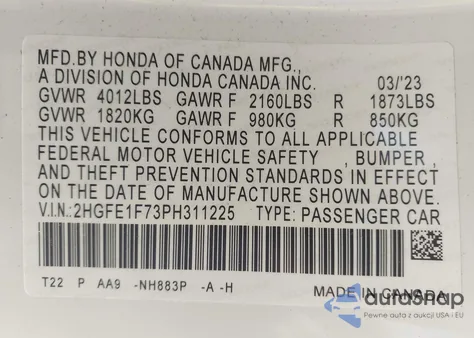 MFD.BY HONDA OF CANADA MFG.,
A DIVISION OF HONDA CANADA INC. 03/'23
GVWR 4012LBS GAWR F 2160LBS R 1873LBS
GVWR 1820KG GAWR F 980KG R 850KG
THIS VEHICLE CONFORMS TO ALL APPLICABLE
FEDERAL MOTOR VEHICLE SAFETY , BUMPER ,
AND THEFT PREVENTION STANDARDS IN EFFECT
ON THE DATE OF MANUFACTURE SHOWN ABOVE.
V.I.N.:2HGFE1F73PH311225 TYPE: PASSENGER CAR
T22 P AA9 -NH883P -A -H MADE IN CANADA
autosnap
Pewne auta z aukcji USA i EU